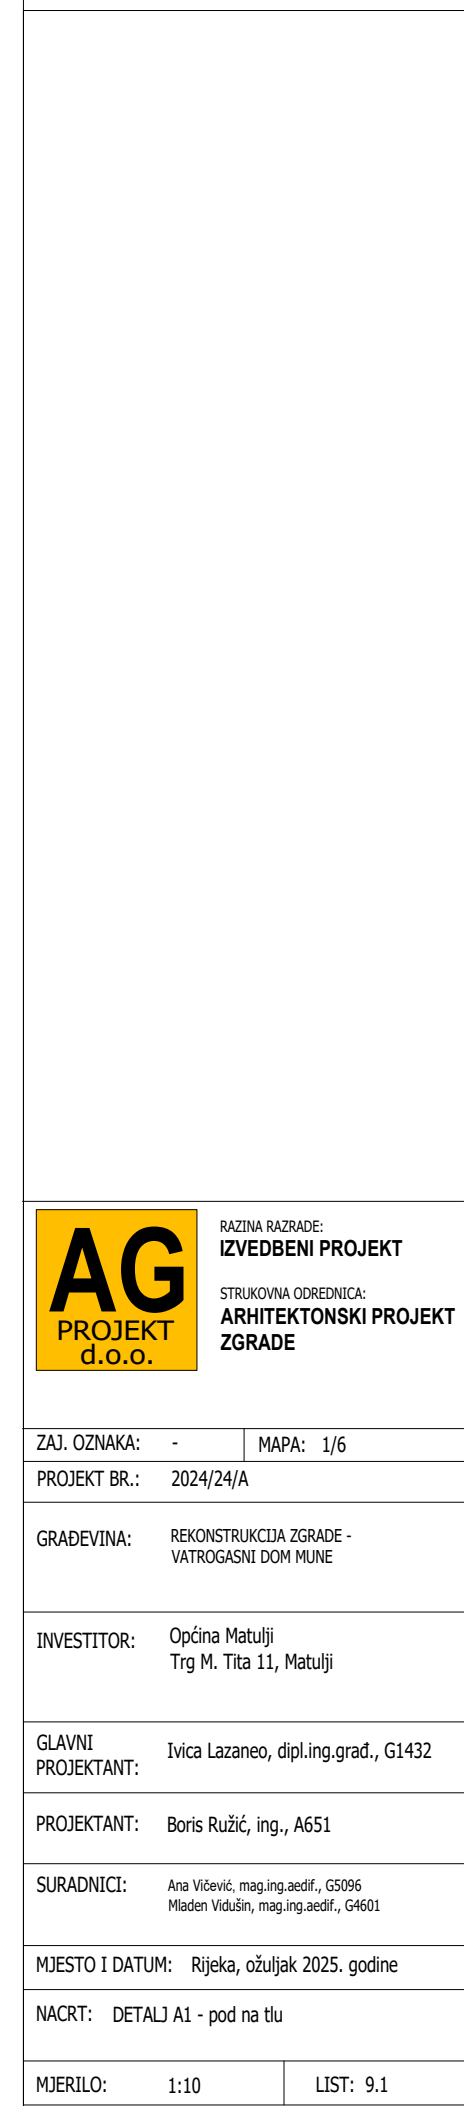 AG
PROJEKT
d.o.o.
RAZINA RAZRADE:
IZVEDBENI PROJEKT
STRUKOVNA ODREDNICA:
ARHITEKTONSKI PROJEKT
ZGRADE
ZAJ. OZNAKA: - MAPA: 1/6
PROJEKT BR.: 2024/24/A
GRAĐEVINA: REKONSTRUKCIJA ZGRADE -
VATROGASNI DOM MUNE
INVESTITOR: Općina Matulji
Trg M. Tita 11, Matulji
GLAVNI
PROJEKTANT: Ivica Lazaneo, dipl.ing.građ., G1432
PROJEKTANT: Boris Ružić, ing., A651
SURADNICI: Ana Vičević, mag.ing.aedif., G5096
Mladen Vidušin, mag.ing.aedif., G4601
MJESTO I DATUM: Rijeka, ožuljak 2025. godine
NACRT: DETALJ A1 - pod na tlu
MJERILO: 1:10 LIST: 9.1